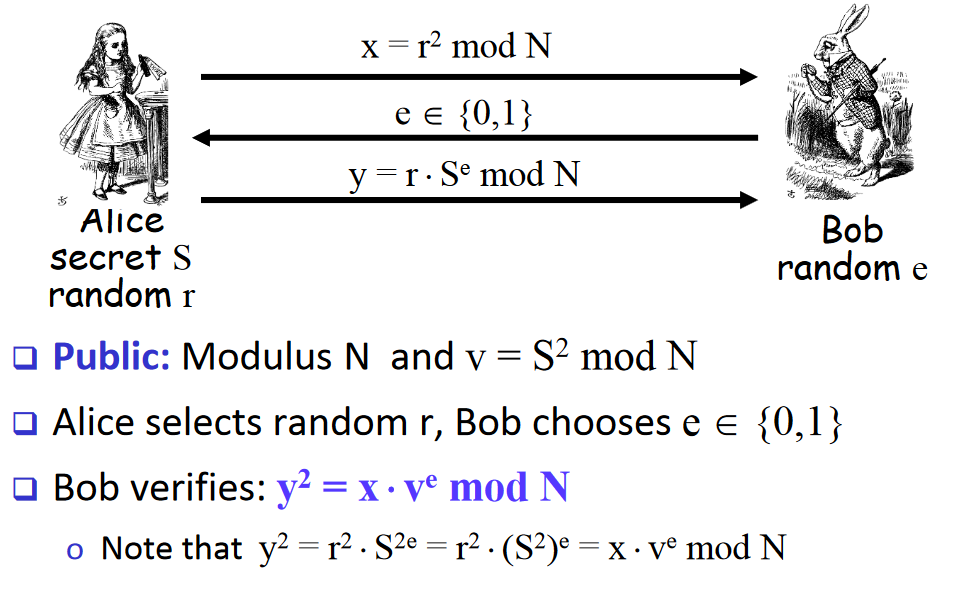 x = r² mod N
e ∈ {0,1}
y = r · Sᵉ mod N
Alice
secret S
random r
Bob
random e
❑ Public: Modulus N and v = S² mod N
❑ Alice selects random r, Bob chooses e ∈ {0,1}
❑ Bob verifies: y² = x · vᵉ mod N
o Note that y² = r² · S²ᵉ = r² · (S²)ᵉ = x · vᵉ mod N